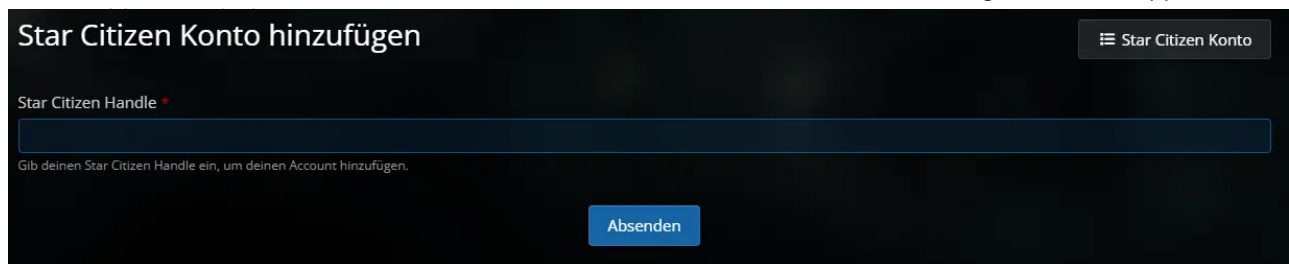 Star Citizen Konto hinzufügen
Star Citizen Konto
Star Citizen Handle *
Gib deinen Star Citizen Handle ein, um deinen Account hinzufügen.
Absenden